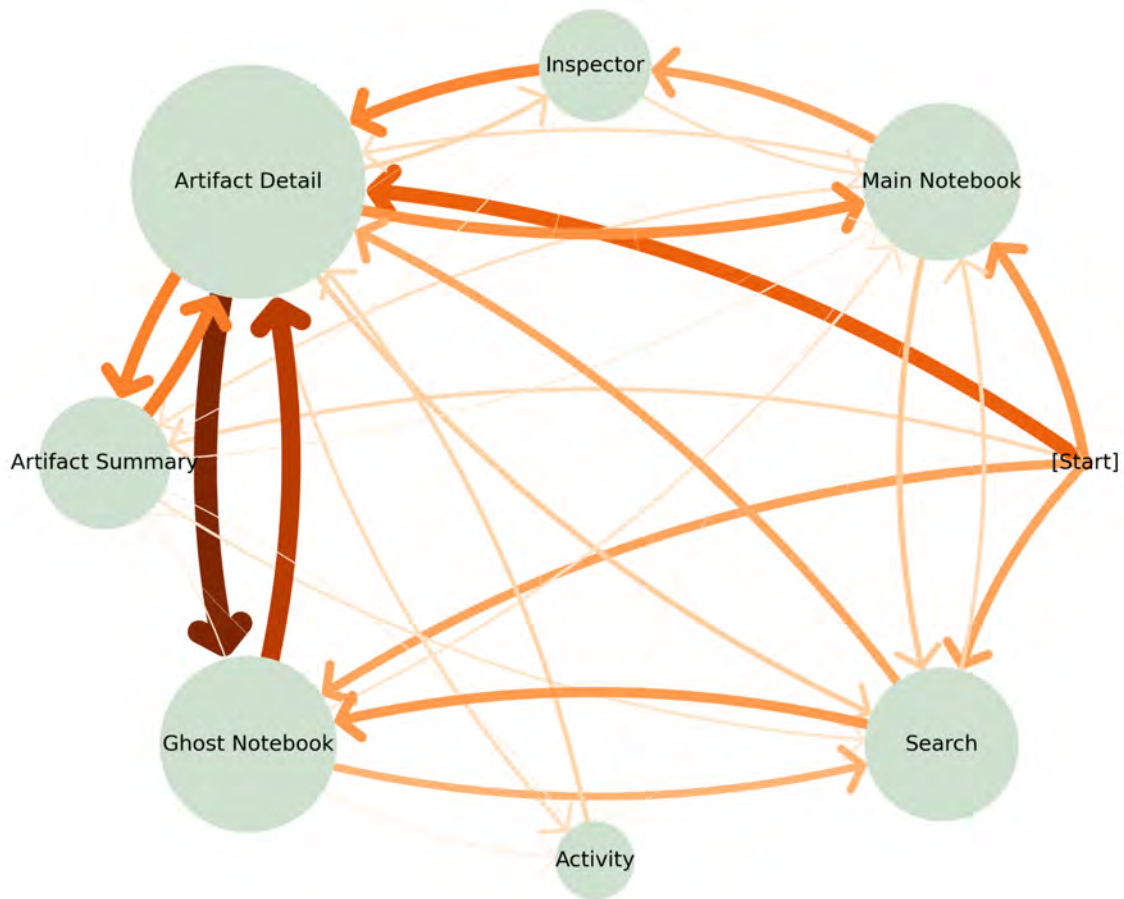 Inspector
Artifact Detail
Main Notebook
Artifact Summary
[Start]
Ghost Notebook
Search
Activity